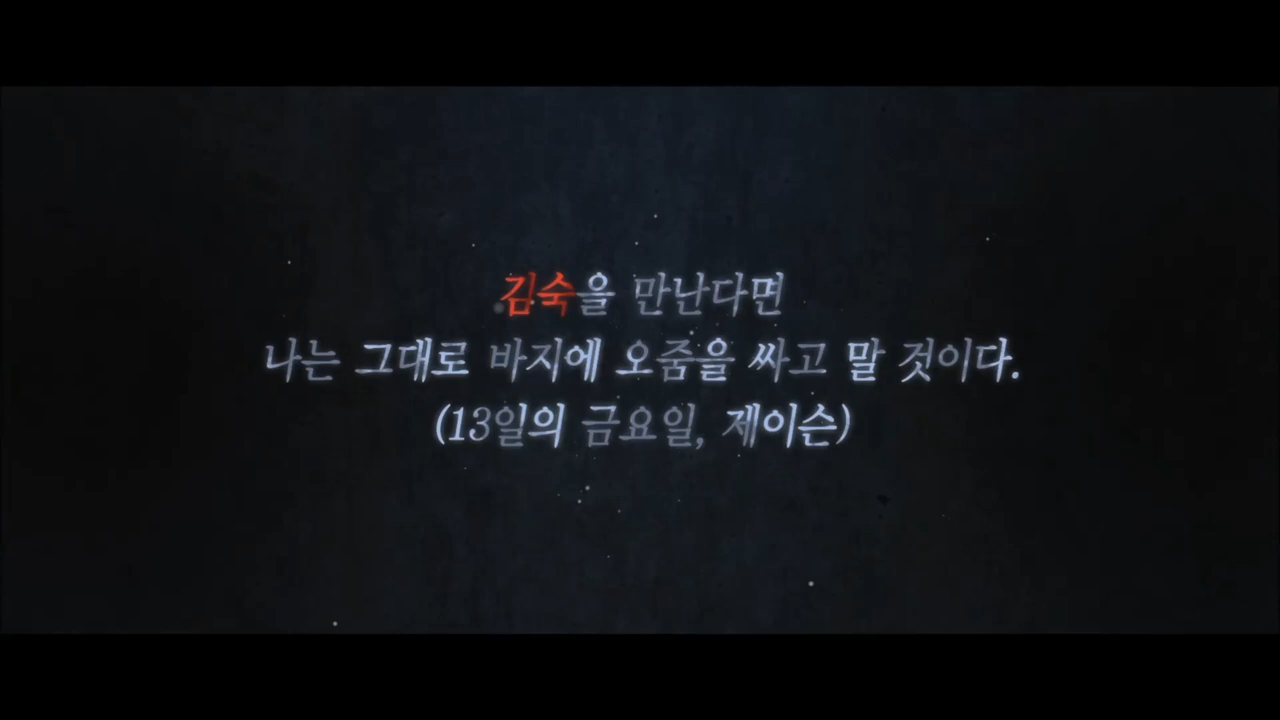 김숙을 만난다면
나는 그대로 바지에 오줌을 싸고 말 것이다.
(13일의 금요일, 제이슨)